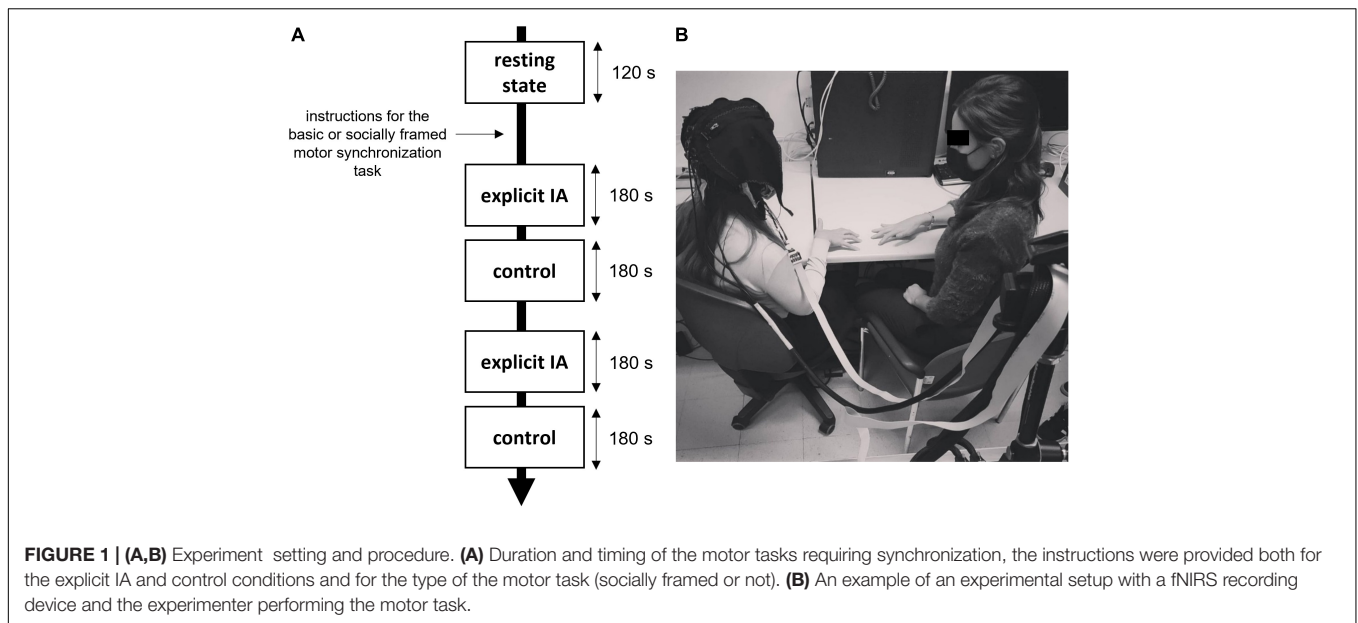 A
B
resting
state
120 s
instructions for the
basic or socially framed
motor synchronization
task
explicit IA
180 s
control
180 s
explicit IA
180 s
control
180 s
FIGURE 1 | (A,B) Experiment setting and procedure. (A) Duration and timing of the motor tasks requiring synchronization, the instructions were provided both for
the explicit IA and control conditions and for the type of the motor task (socially framed or not). (B) An example of an experimental setup with a fNIRS recording
device and the experimenter performing the motor task.